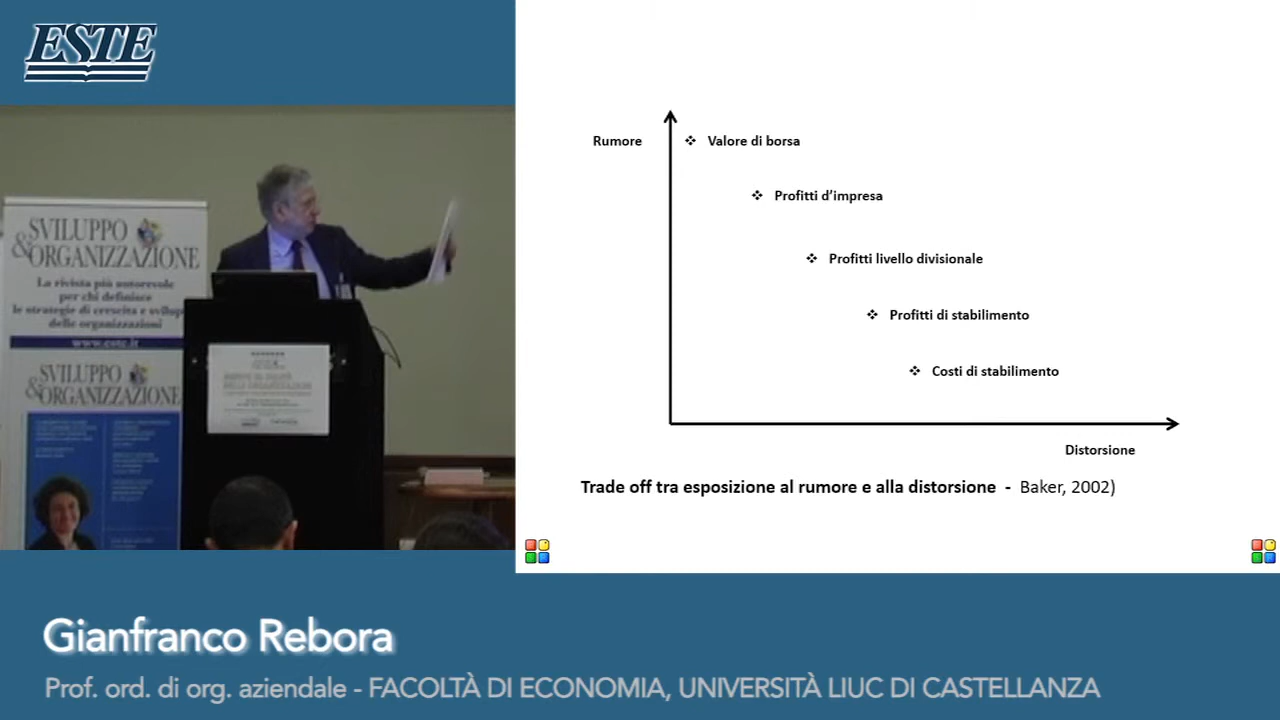 ESTE
SVILUPPO
&ORGANIZZAZIONE
La rivista più autorevole
per chi definisce
le strategie di crescita e svilup
delle organizzazioni
www.este.it
SVILUPPO
&ORGANIZZAZIONE
Rumore
Valore di borsa
Profitti d’impresa
Profitti livello divisionale
Profitti di stabilimento
Costi di stabilimento
Distorsione
Trade off tra esposizione al rumore e alla distorsione - Baker, 2002)
Gianfranco Rebora
Prof. ord. di org. aziendale - FACOLTÀ DI ECONOMIA, UNIVERSITÀ LIUC DI CASTELLANZA